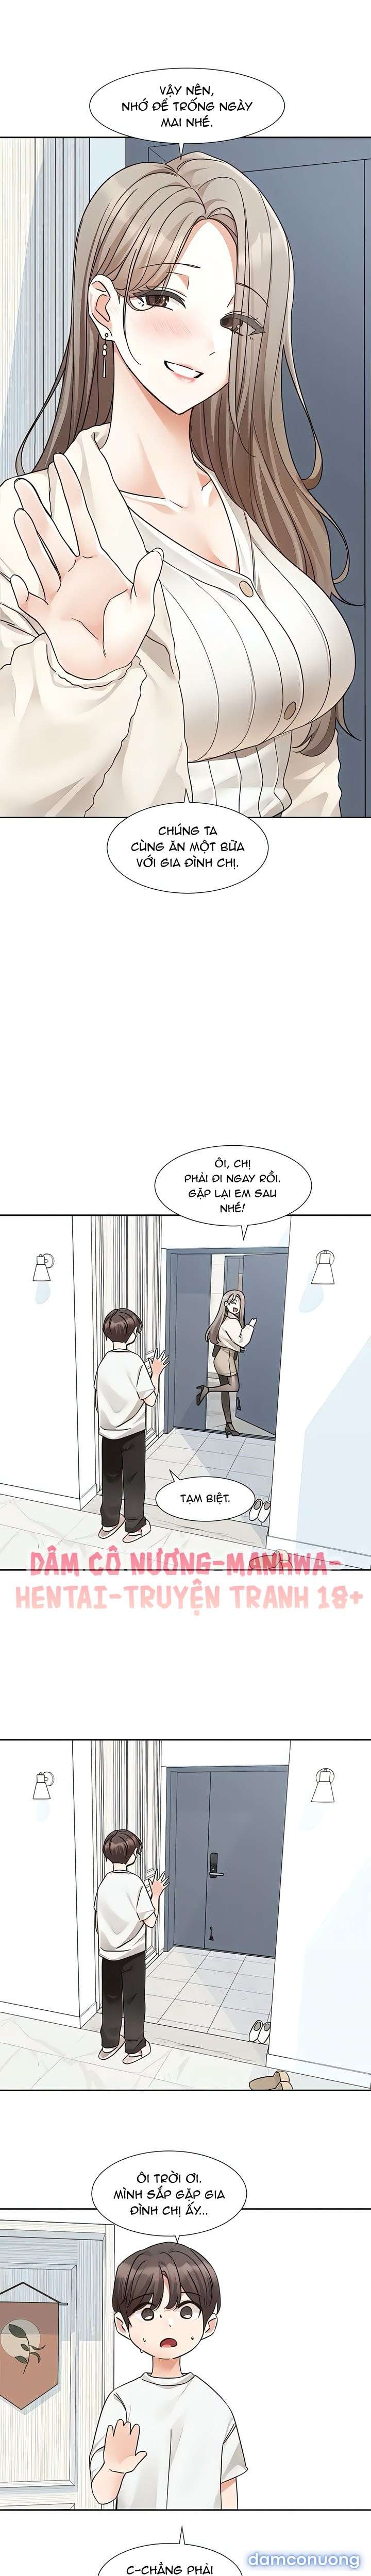 VẬY NÊN,
NHỚ ĐỂ TRỐNG NGÀY
MAI NHÉ.
CHÚNG TA
CÙNG ĂN MỘT BỮA
VỚI GIA ĐÌNH CHỊ.
ÔI, CHỊ
PHẢI ĐI NGAY RỒI.
GẶP LẠI EM SAU
NHÉ!
TẠM BIỆT.
DÂM CÔ NƯƠNG-MANHWA-
HENTAI-TRUYỆN TRANH 18+
ÔI TRỜI ƠI.
MÌNH SẮP GẶP GIA
ĐÌNH CHỊ ẤY...
C-CHẲNG PHẢI
damconuong